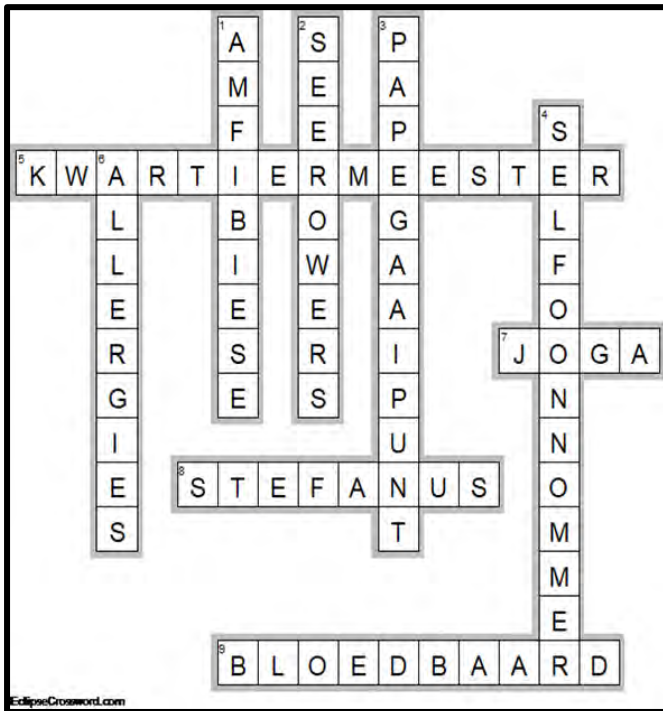 1 AMFIBIESE
2 SEEROWERS
3 PAPEGAAIPUNT
4 SELFOONNOMMER
5 KWARTIERMEESTER
6 ALLERGIES
7 JOGA
8 STEFANUS
9 BLOEDBAARD
EclipseCrossword.com